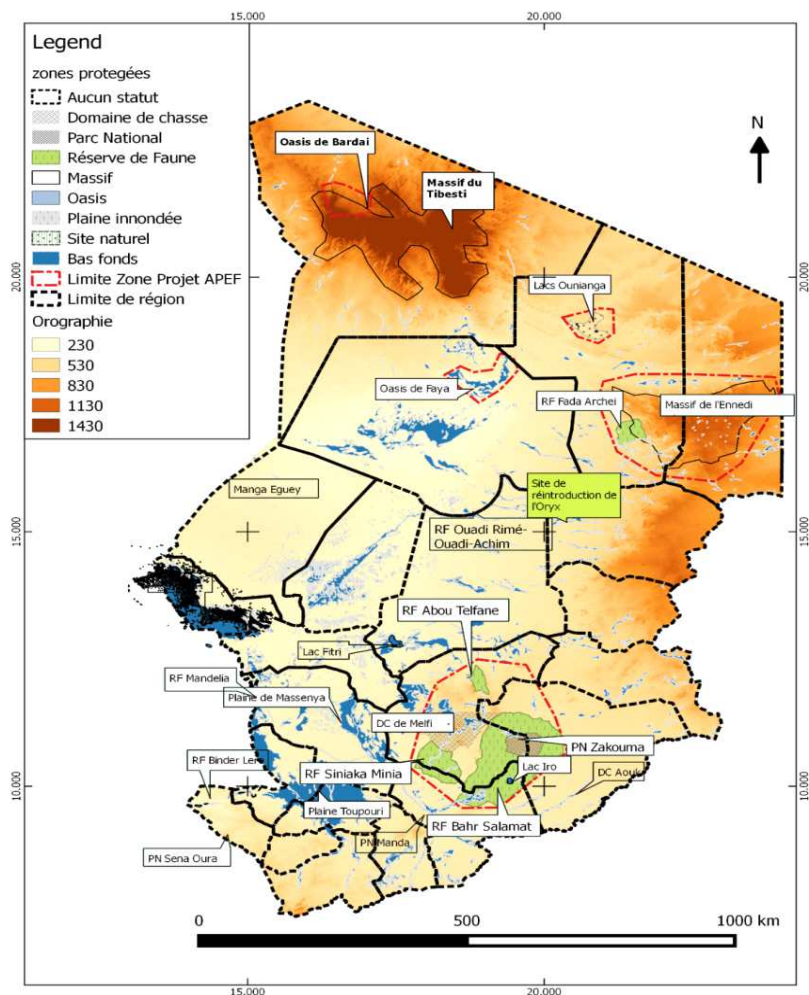 15.000
20.000
Legend
zones protegées
Aucun statut
Domaine de chasse
Parc National
Réserve de Faune
Massif
Oasis
Plaine innondée
Site naturel
Bas fonds
Limite Zone Projet APEF
Limite de région
Orographie
230
530
830
1130
1430
N
Oasis de Bardai
Massif du
Tibesti
20.000
20.000
Lacs Ounianga
Oasis de Faya
RF Fada Archei
Massif de l'Ennedi
Manga Eguey
Site de
réintroduction de
l'Oryx
15.000
15.000
RF Ouadi Rimé-
Ouadi-Achim
RF Abou Telfane
Lac Fitri
RF Mandelia
Plaine de Massenya
DC de Melfi
PN Zakouma
RF Siniaka Minia
Lac Iro
RF Binder Lere
DC Aouk
10.000
10.000
Plaine Toupouri
RF Bahr Salamat
PN Manda
PN Sena Oura
0
500
1000 km
15.000
20.000